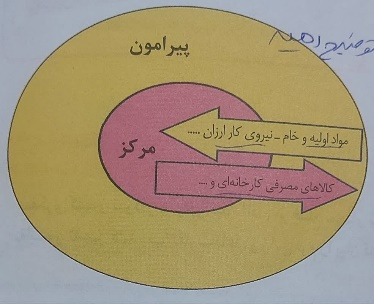 توضیح دهید
پیرامون
مواد اولیه و خام _ نیروی کار ارزان .....
مرکز
کالاهای مصرفی کارخانه‌ای و ....